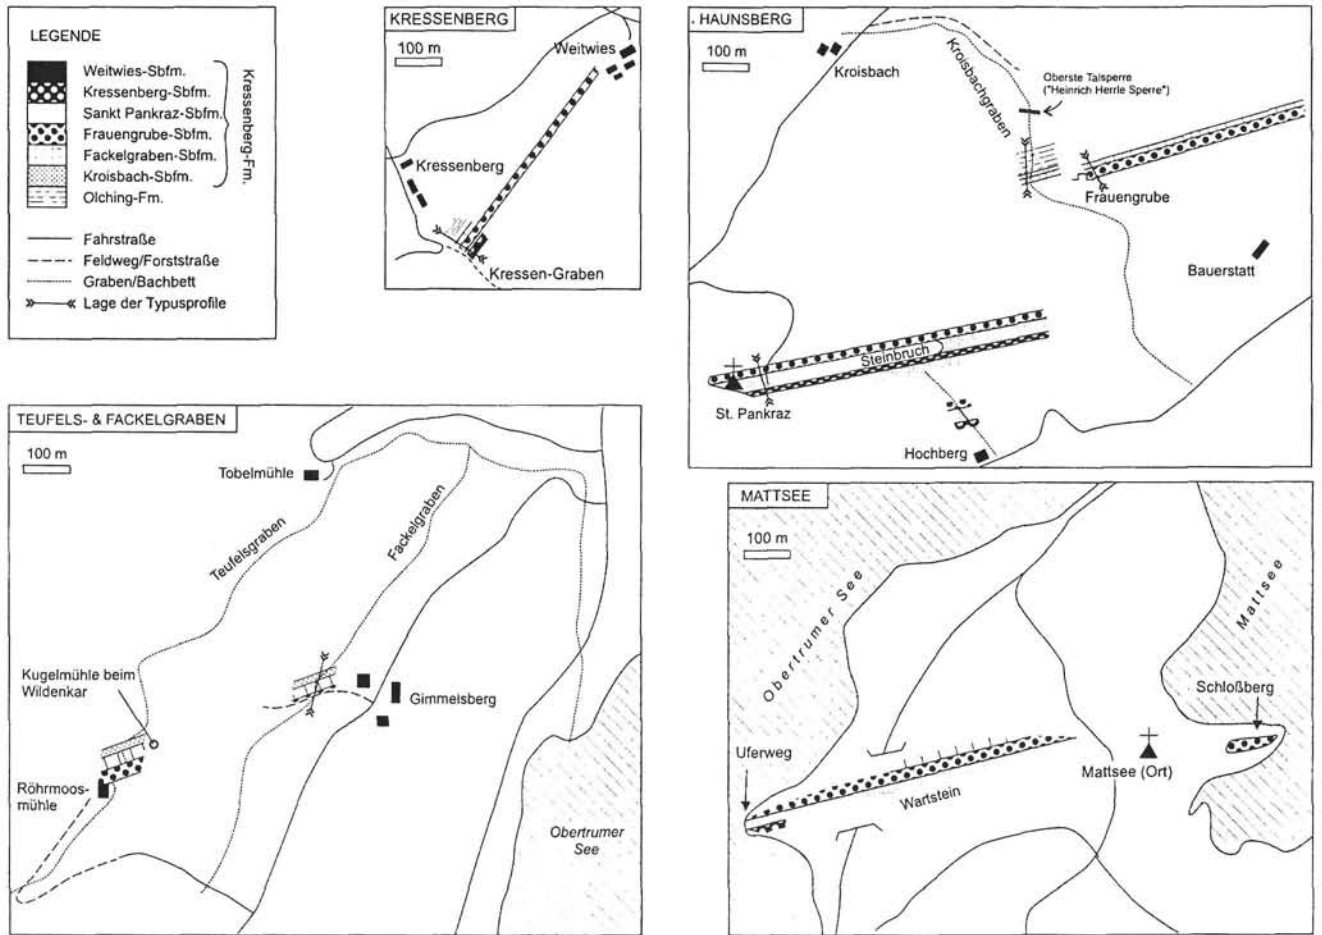 LEGENDE
Weitwies-Sbfm.
Kressenberg-Sbfm.
Sankt Pankraz-Sbfm.
Frauengrube-Sbfm.
Fackelgraben-Sbfm.
Kroisbach-Sbfm.
Olching-Fm.
Kressenberg-Fm.
Fahrstraße
Feldweg/Forststraße
Graben/Bachbett
Lage der Typusprofile
KRESSENBERG
100 m
Weitwies
Kressenberg
Kressen-Graben
HAUNSBERG
100 m
Kroisbach
Kroisbachgraben
Oberste Talsperre
("Heinrich Herrle Sperre")
Frauengrube
Bauerstatt
Steinbruch
St. Pankraz
Hochberg
TEUFELS- & FACKELGRABEN
100 m
Tobelmühle
Teufelsgraben
Fackelgraben
Kugelmühle beim
Wildenkar
Gimmelsberg
Röhrmoos-
mühle
Obertrumer
See
MATTSEE
100 m
Obertrumer See
Mattsee
Schloßberg
Uferweg
Mattsee (Ort)
Wartstein